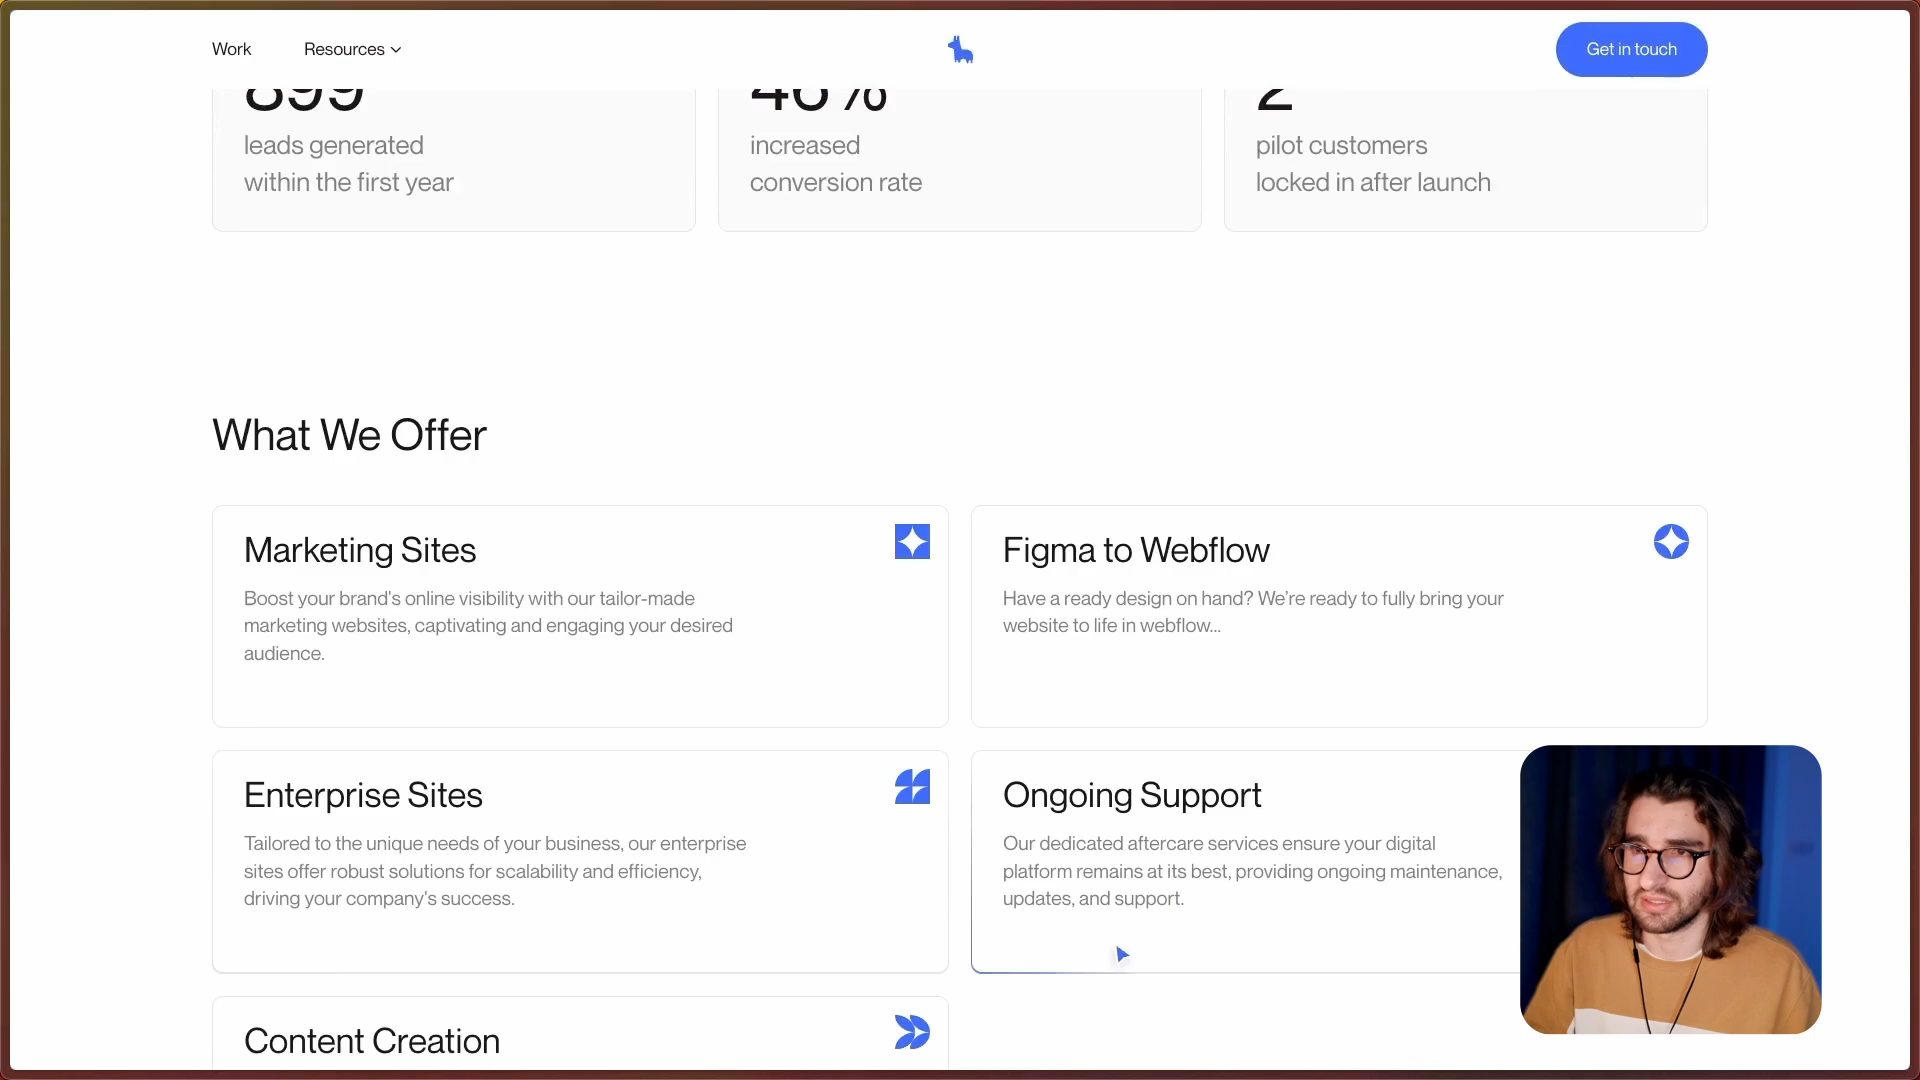 Work
Resources
Get in touch
899
46%
2
leads generated
within the first year
increased
conversion rate
pilot customers
locked in after launch
What We Offer
Marketing Sites
Boost your brand's online visibility with our tailor-made
marketing websites, captivating and engaging your desired
audience.
Figma to Webflow
Have a ready design on hand? We’re ready to fully bring your
website to life in webflow...
Enterprise Sites
Tailored to the unique needs of your business, our enterprise
sites offer robust solutions for scalability and efficiency,
driving your company's success.
Ongoing Support
Our dedicated aftercare services ensure your digital
platform remains at its best, providing ongoing maintenance,
updates, and support.
Content Creation